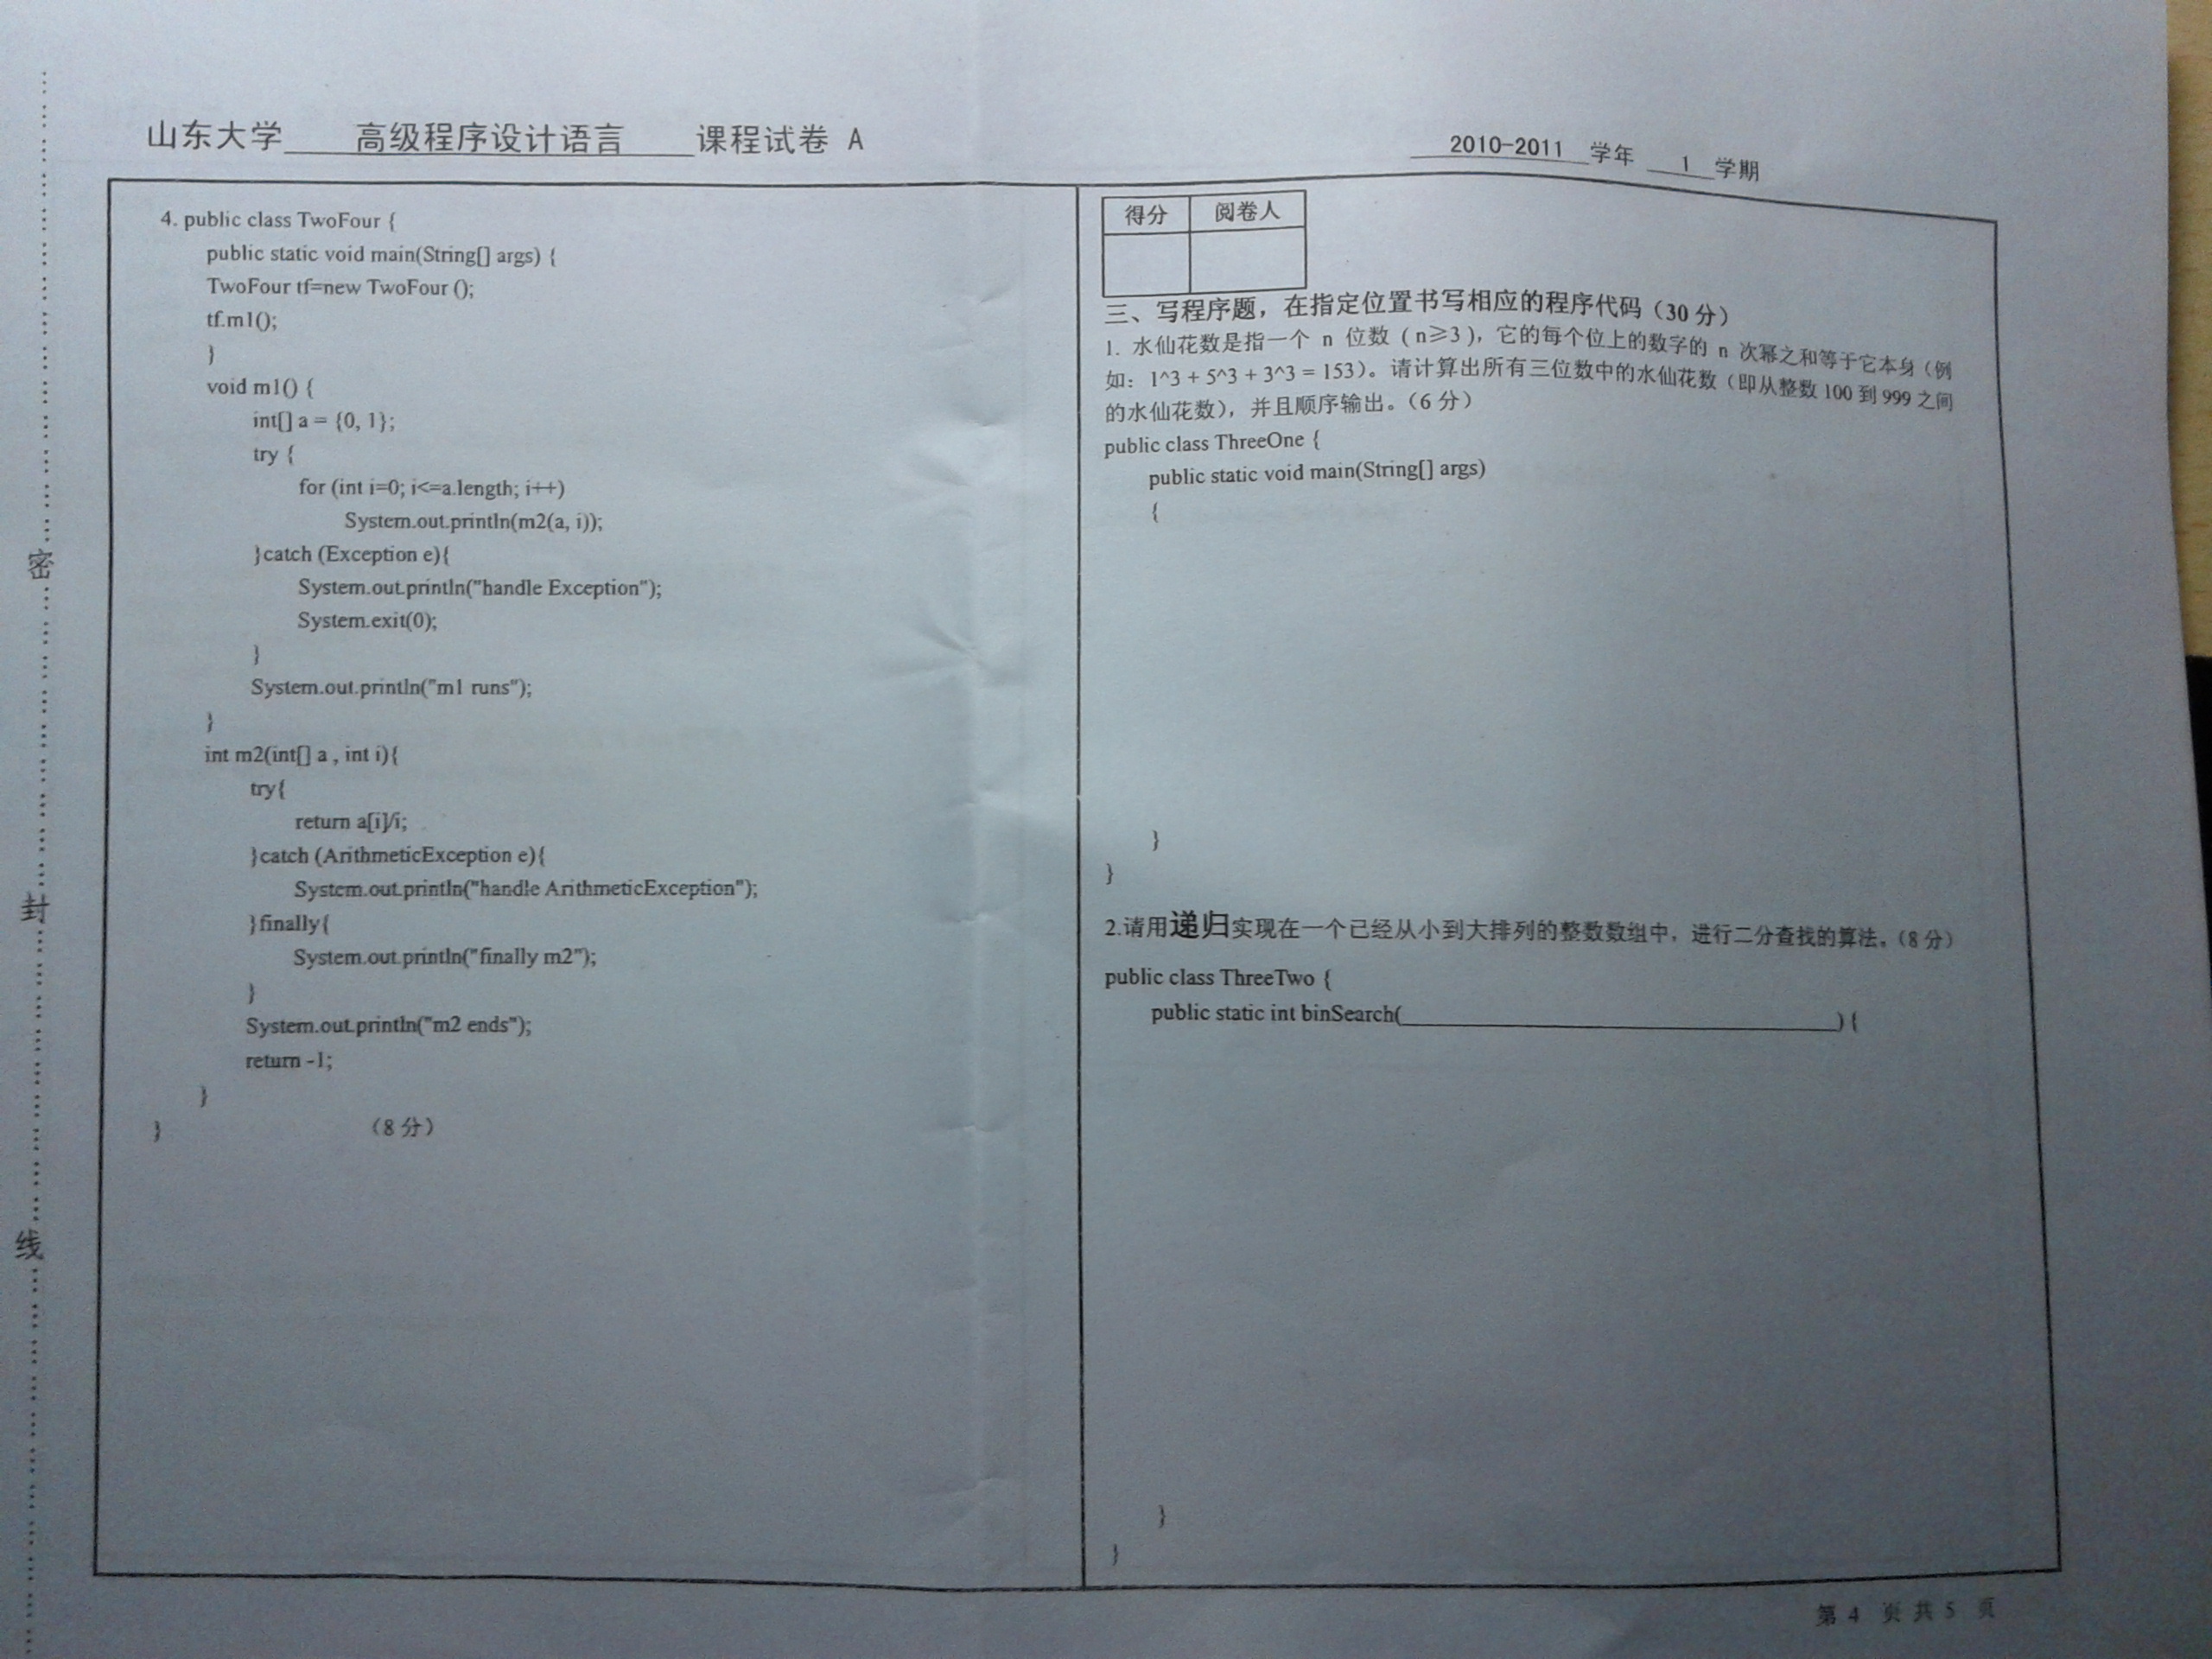 山东大学 高级程序设计语言 课程试卷 A
2010-2011 学年 1 学期
密
封
线
4. public class TwoFour {
public static void main(String[] args) {
TwoFour tf=new TwoFour ();
tf.m1();
}
void m1() {
int[] a = {0, 1};
try {
for (int i=0; i<=a.length; i++)
System.out.println(m2(a, i));
}catch (Exception e){
System.out.println("handle Exception");
System.exit(0);
}
System.out.println("m1 runs");
}
int m2(int[] a , int i){
try{
return a[i]/i;
}catch (ArithmeticException e){
System.out.println("handle ArithmeticException");
}finally{
System.out.println("finally m2");
}
System.out.println("m2 ends");
return -1;
}
} （8 分）
得分 阅卷人
三、写程序题，在指定位置书写相应的程序代码（30 分）
1. 水仙花数是指一个 n 位数（ n≥3 ），它的每个位上的数字的 n 次幂之和等于它本身（例
如：1^3 + 5^3 + 3^3 = 153）。请计算出所有三位数中的水仙花数（即从整数 100 到 999 之间
的水仙花数），并且顺序输出。（6 分）
public class ThreeOne {
public static void main(String[] args)
{
}
}
2.请用递归实现在一个已经从小到大排列的整数数组中，进行二分查找的算法。（8 分）
public class ThreeTwo {
public static int binSearch(____________________){
}
}
第 4 页 共 5 页